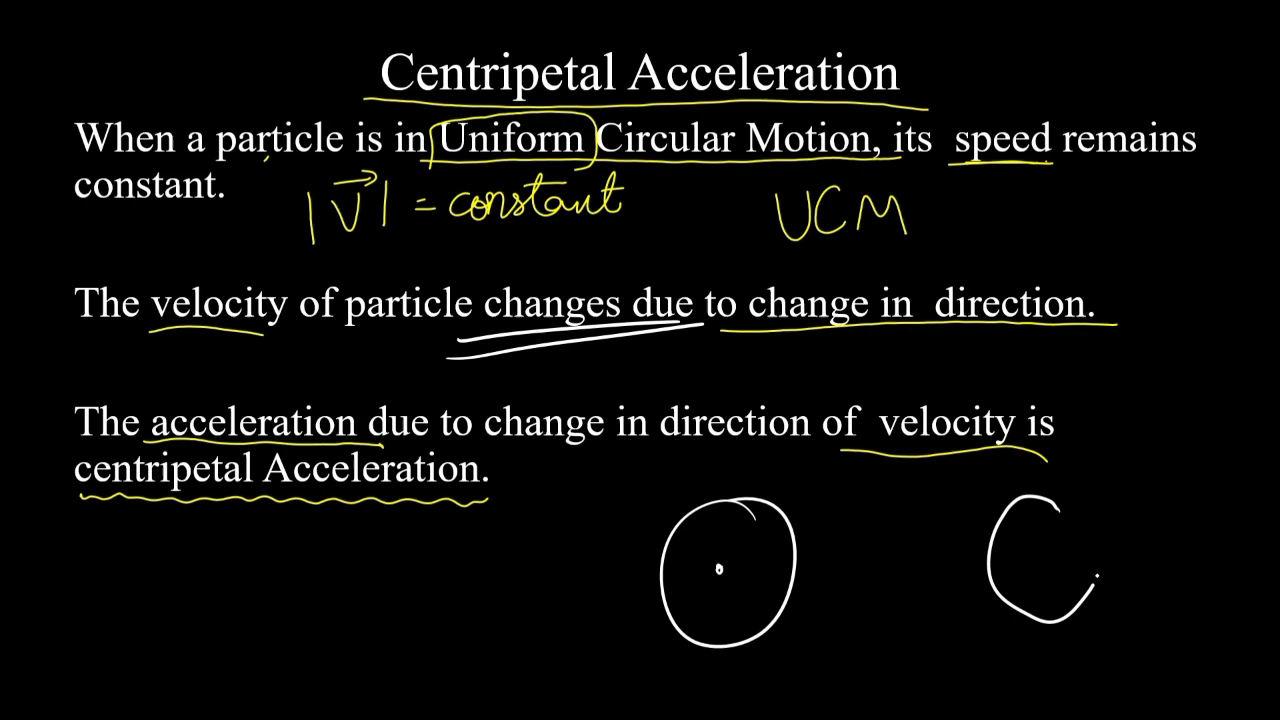 Centripetal Acceleration
When a particle is in Uniform Circular Motion, its speed remains
constant.
|V⃗| = constant UCM
The velocity of particle changes due to change in direction.
The acceleration due to change in direction of velocity is
centripetal Acceleration.